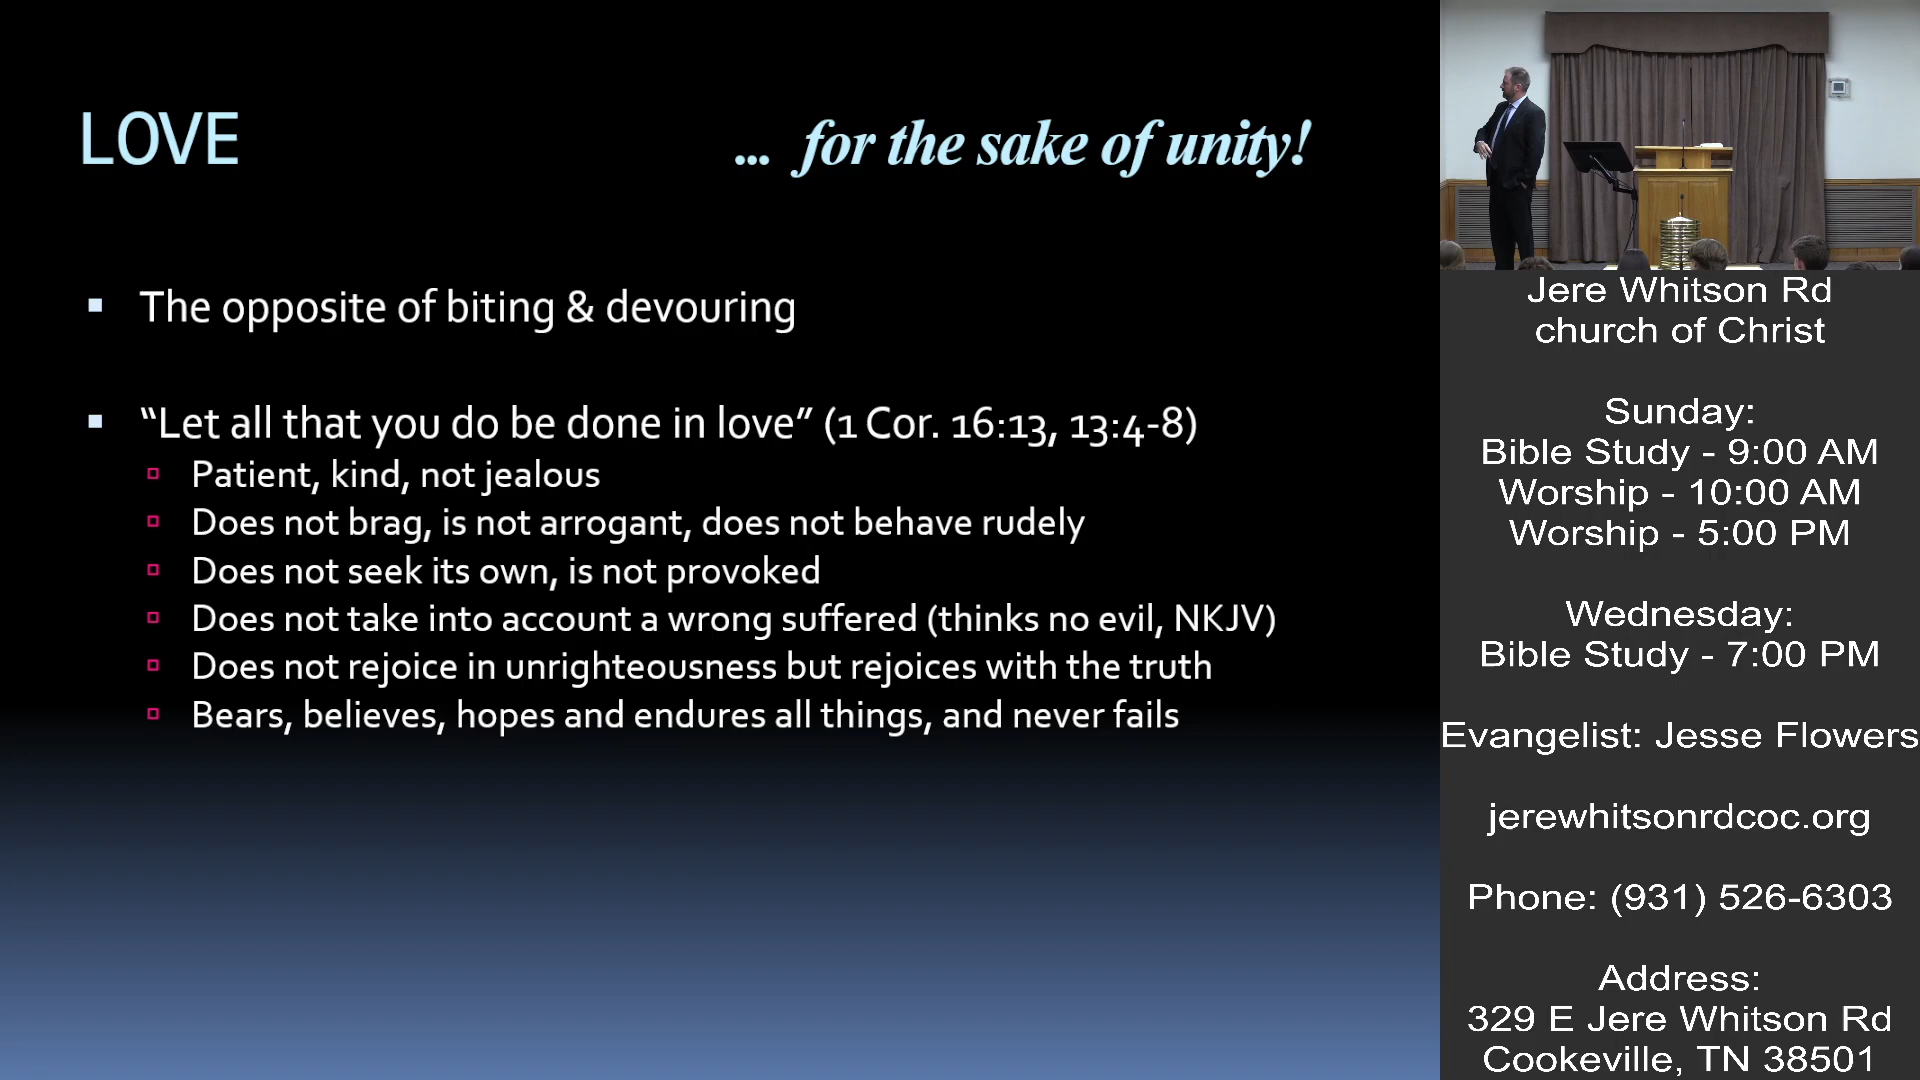 LOVE ... for the sake of unity!
The opposite of biting & devouring
“Let all that you do be done in love” (1 Cor. 16:13, 13:4-8)
Patient, kind, not jealous
Does not brag, is not arrogant, does not behave rudely
Does not seek its own, is not provoked
Does not take into account a wrong suffered (thinks no evil, NKJV)
Does not rejoice in unrighteousness but rejoices with the truth
Bears, believes, hopes and endures all things, and never fails
Jere Whitson Rd
church of Christ
Sunday:
Bible Study - 9:00 AM
Worship - 10:00 AM
Worship - 5:00 PM
Wednesday:
Bible Study - 7:00 PM
Evangelist: Jesse Flowers
jerewhitsonrdcoc.org
Phone: (931) 526-6303
Address:
329 E Jere Whitson Rd
Cookeville, TN 38501